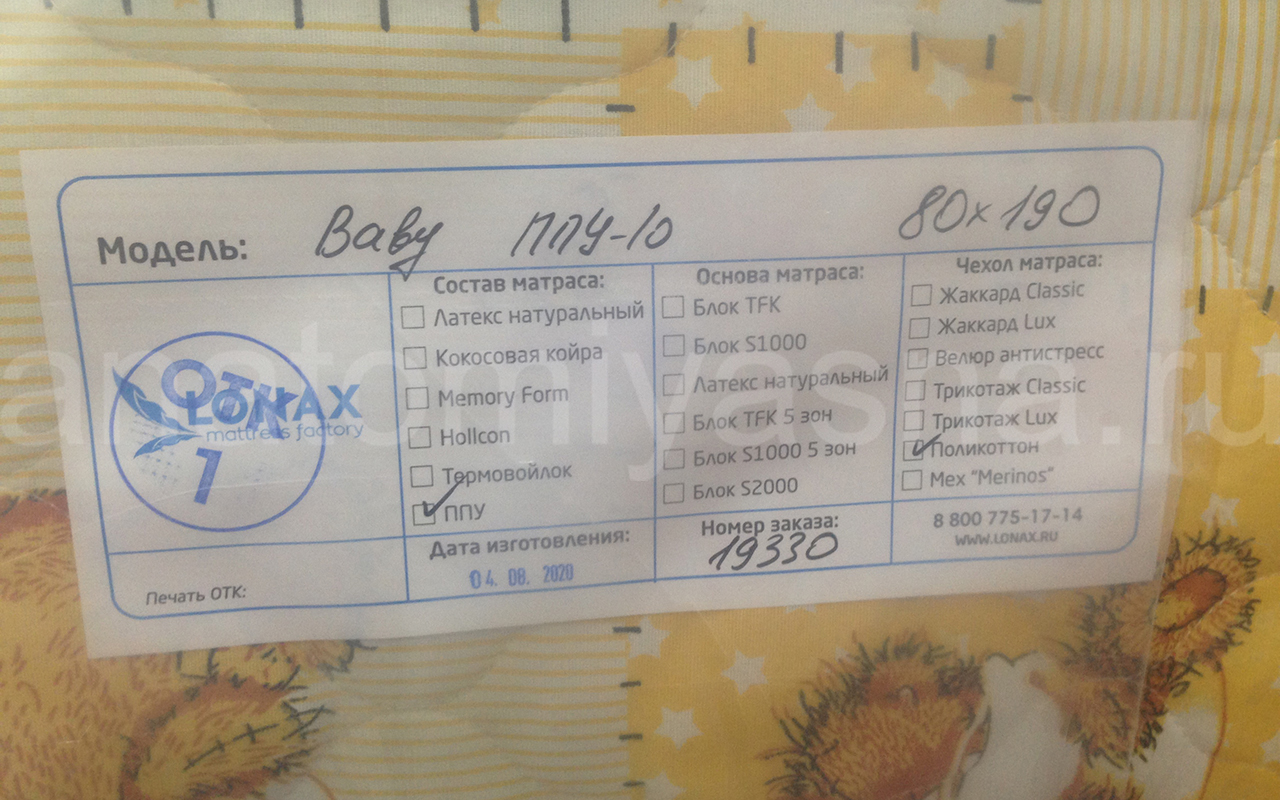 Модель: Baby ППУ-10 80x190
Состав матраса:
Латекс натуральный
Кокосовая койра
Memory Form
Hollcon
Термовойлок
ППУ
Основа матраса:
Блок TFK
Блок S1000
Латекс натуральный
Блок TFK 5 зон
Блок S1000 5 зон
Блок S2000
Чехол матраса:
Жаккард Classic
Жаккард Lux
Велюр антистресс
Трикотаж Classic
Трикотаж Lux
Поликоттон
Мех "Merinos"
ОТК
LONAX
mattress factory
1
Печать ОТК:
Дата изготовления:
04. 08. 2020
Номер заказа:
19330
8 800 775-17-14
WWW.LONAX.RU
anatomiyasna.ru